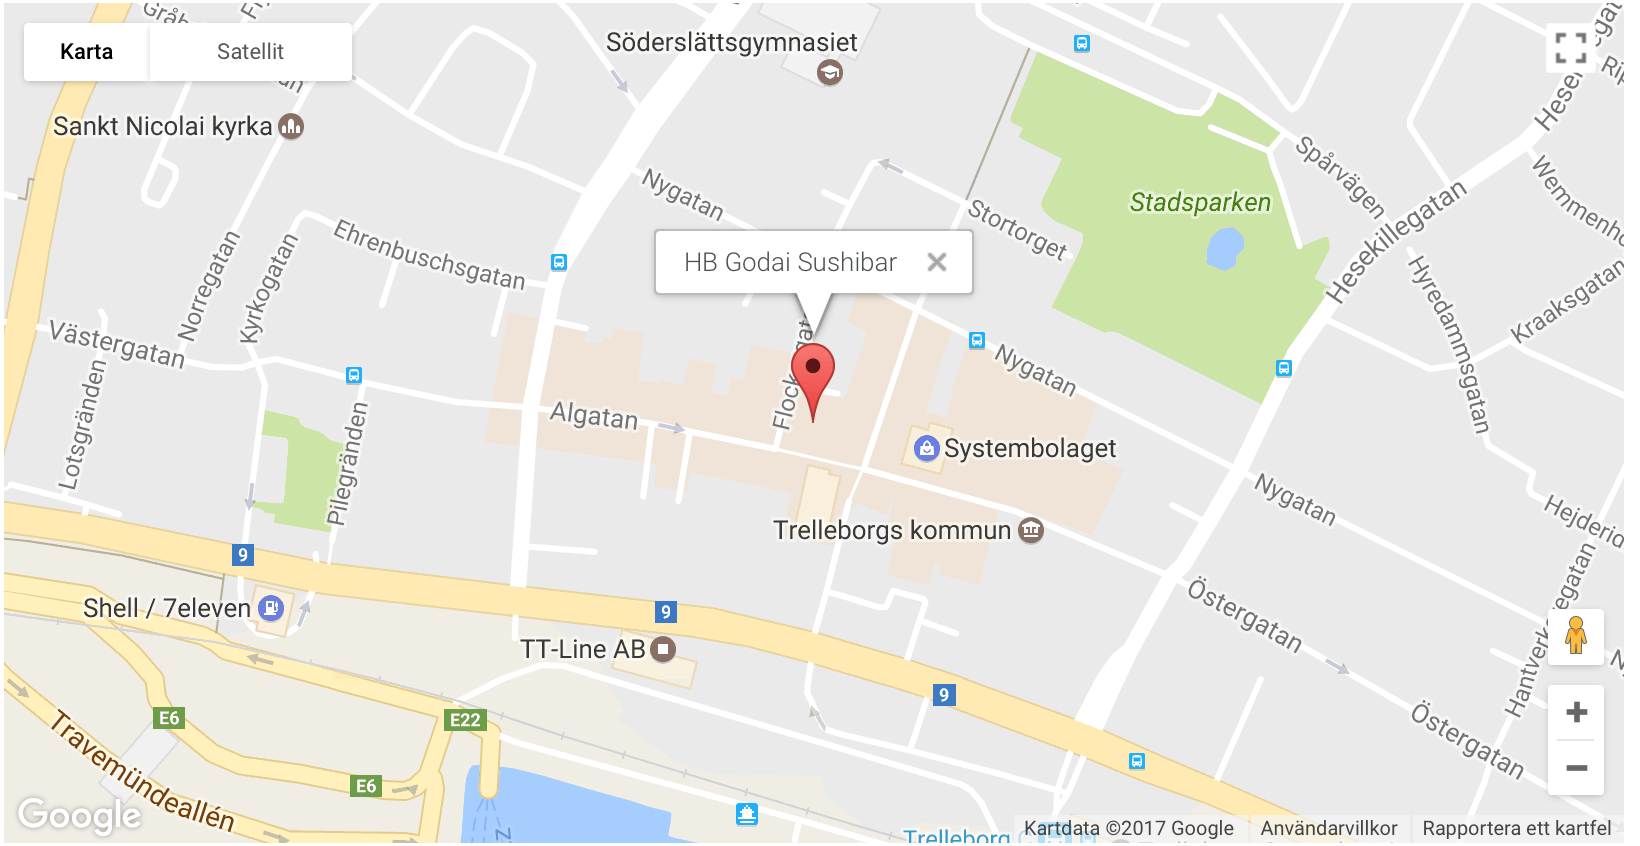 Karta
Satellit
Söderslättsgymnasiet
Sankt Nicolai kyrka
Nygatan
Stortorget
Stadsparken
Spårvägen
Hesekillegatan
Ehrenbuschsgatan
Norregatan
Kyrkogatan
HB Godai Sushibar
Hyredammsgatan
Kraaksgatan
Västergatan
Nygatan
Lotsgränden
Pilegränden
Algatan
Systembolaget
Nygatan
Trelleborgs kommun
9
Shell / 7eleven
9
TT-Line AB
Östergatan
9
E6
E22
Östergatan
Travemündeallén
E6
Google
Trelleborg
Kartdata ©2017 Google
Användarvillkor
Rapportera ett kartfel